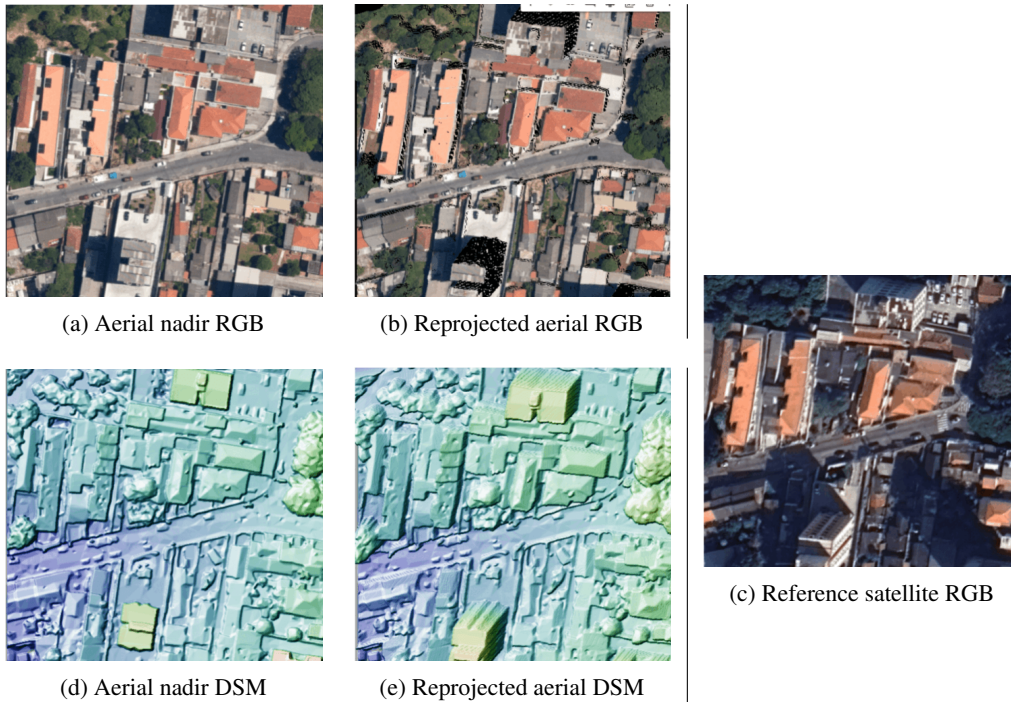 (a) Aerial nadir RGB
(b) Reprojected aerial RGB
(c) Reference satellite RGB
(d) Aerial nadir DSM
(e) Reprojected aerial DSM